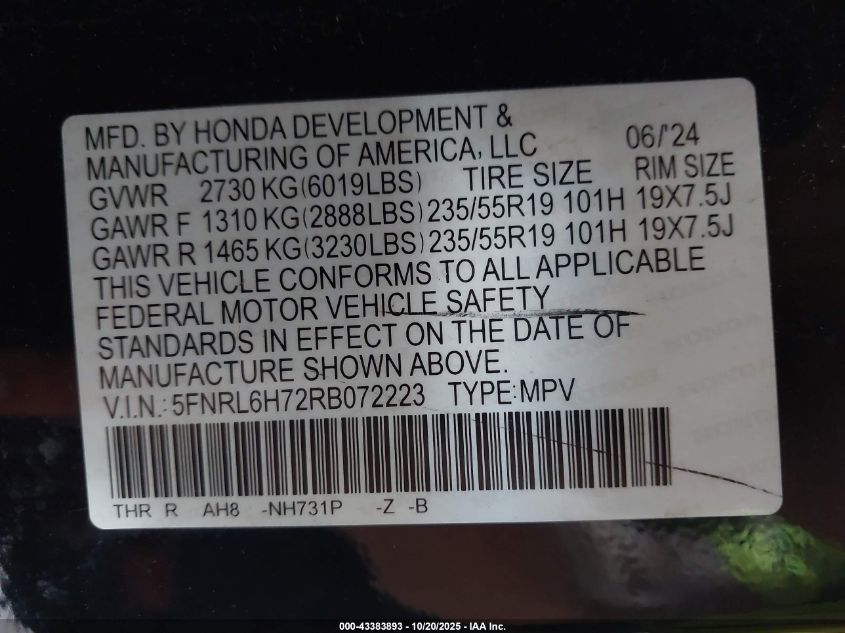 MFD. BY HONDA DEVELOPMENT &
MANUFACTURING OF AMERICA, LLC 06/'24
GVWR 2730 KG(6019LBS) TIRE SIZE RIM SIZE
GAWR F 1310 KG(2888LBS) 235/55R19 101H 19X7.5J
GAWR R 1465 KG(3230LBS) 235/55R19 101H 19X7.5J
THIS VEHICLE CONFORMS TO ALL APPLICABLE
FEDERAL MOTOR VEHICLE SAFETY
STANDARDS IN EFFECT ON THE DATE OF
MANUFACTURE SHOWN ABOVE.
V.I.N.: 5FNRL6H72RB072223 TYPE:MPV
THR R AH8 -NH731P -Z -B
000-43383893 - 10/20/2025 - IAA Inc.